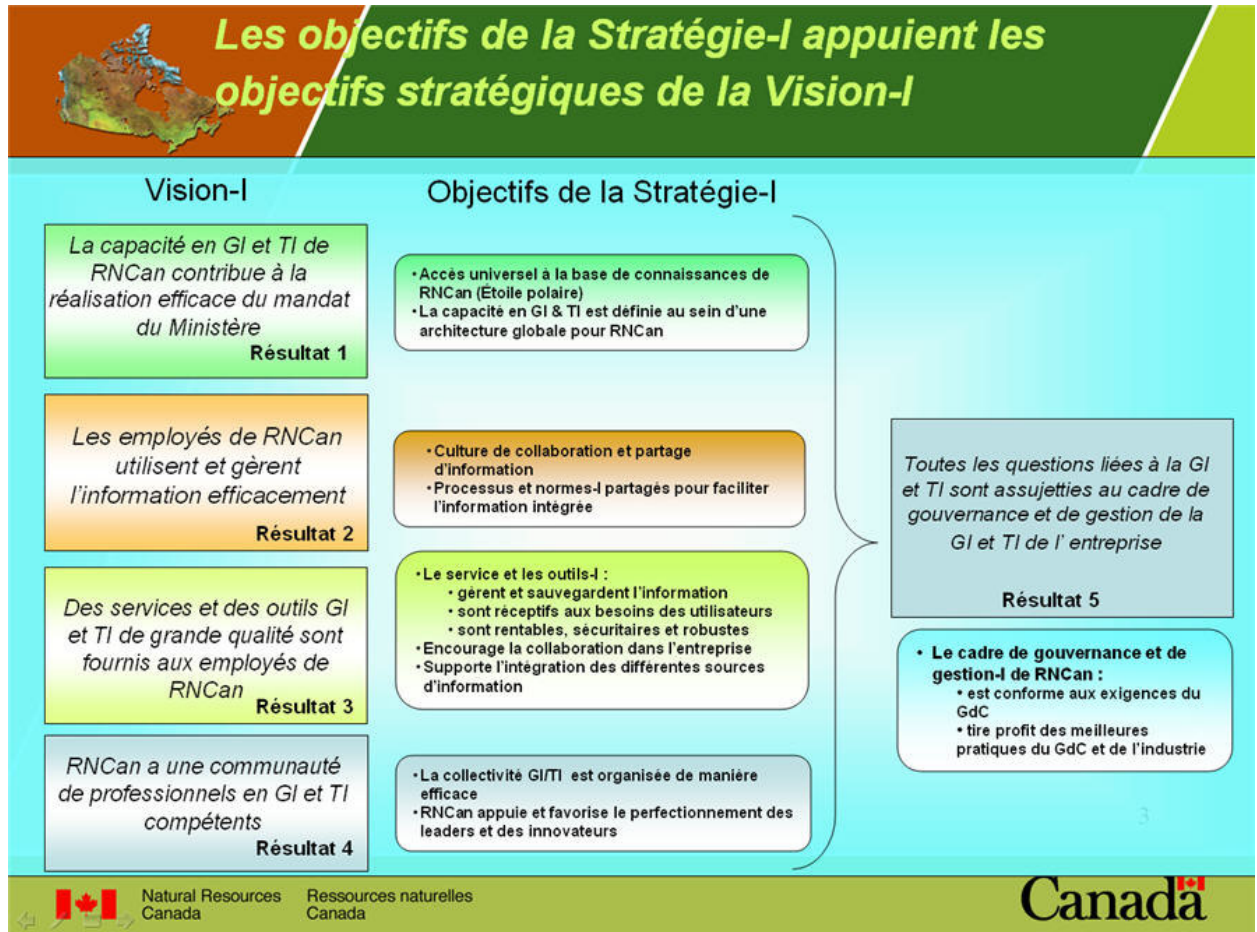 Les objectifs de la Stratégie-I appuient les
objectifs stratégiques de la Vision-I
Vision-I
La capacité en GI et TI de
RNCan contribue à la
réalisation efficace du mandat
du Ministère
Résultat 1
Les employés de RNCan
utilisent et gèrent
l'information efficacement
Résultat 2
Des services et des outils GI
et TI de grande qualité sont
fournis aux employés de
RNCan
Résultat 3
RNCan a une communauté
de professionnels en GI et TI
compétents
Résultat 4
Objectifs de la Stratégie-I
• Accès universel à la base de connaissances de
RNCan (Étoile polaire)
• La capacité en GI & TI est définie au sein d'une
architecture globale pour RNCan
• Culture de collaboration et partage
d'information
• Processus et normes-I partagés pour faciliter
l'information intégrée
• Le service et les outils-I :
• gèrent et sauvegardent l'information
• sont réceptifs aux besoins des utilisateurs
• sont rentables, sécuritaires et robustes
• Encourage la collaboration dans l'entreprise
• Supporte l'intégration des différentes sources
d'information
• La collectivité GI/TI est organisée de manière
efficace
• RNCan appuie et favorise le perfectionnement des
leaders et des innovateurs
Toutes les questions liées à la GI
et TI sont assujetties au cadre de
gouvernance et de gestion de la
GI et TI de l' entreprise
Résultat 5
• Le cadre de gouvernance et de
gestion-I de RNCan :
• est conforme aux exigences du
GdC
• tire profit des meilleures
pratiques du GdC et de l'industrie
3
Natural Resources
Canada
Ressources naturelles
Canada
Canada